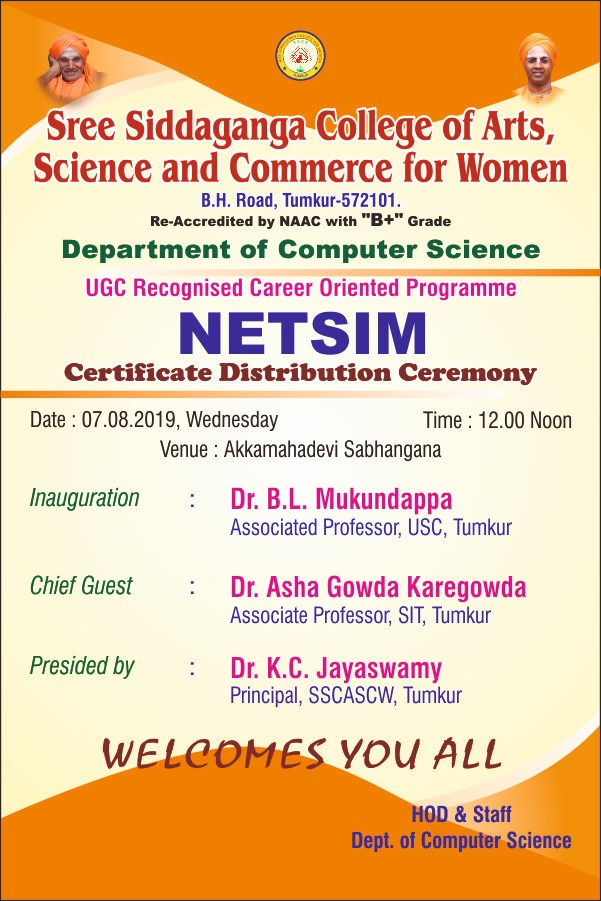 TUMKUR
Sree Siddaganga College of Arts,
Science and Commerce for Women
B.H. Road, Tumkur-572101.
Re-Accredited by NAAC with "B+" Grade
Department of Computer Science
UGC Recognised Career Oriented Programme
NETSIM
Certificate Distribution Ceremony
Date : 07.08.2019, Wednesday Time : 12.00 Noon
Venue : Akkamahadevi Sabhangana
Inauguration : Dr. B.L. Mukundappa
Associated Professor, USC, Tumkur
Chief Guest : Dr. Asha Gowda Karegowda
Associate Professor, SIT, Tumkur
Presided by : Dr. K.C. Jayaswamy
Principal, SSCASCW, Tumkur
WELCOMES YOU ALL
HOD & Staff
Dept. of Computer Science